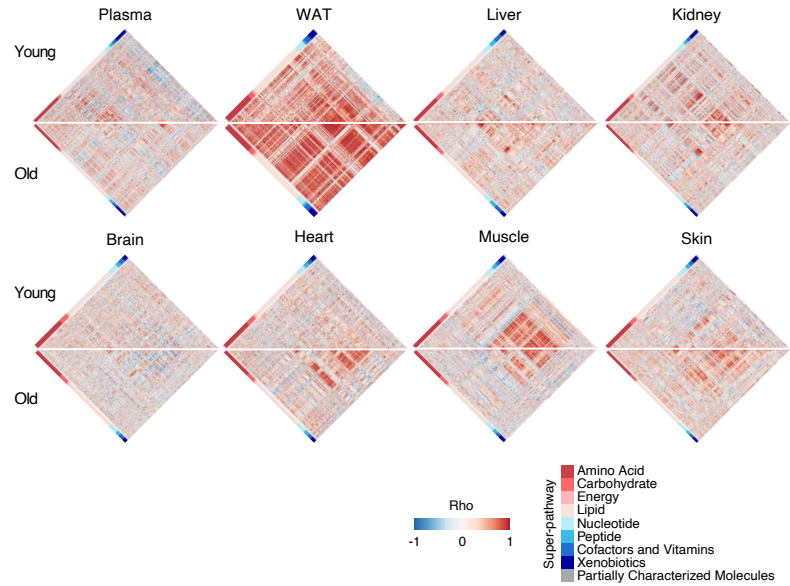 Plasma WAT Liver Kidney
Young
Old
Brain Heart Muscle Skin
Young
Old
Rho
-1 0 1
Super-pathway
Amino Acid
Carbohydrate
Energy
Lipid
Nucleotide
Peptide
Cofactors and Vitamins
Xenobiotics
Partially Characterized Molecules